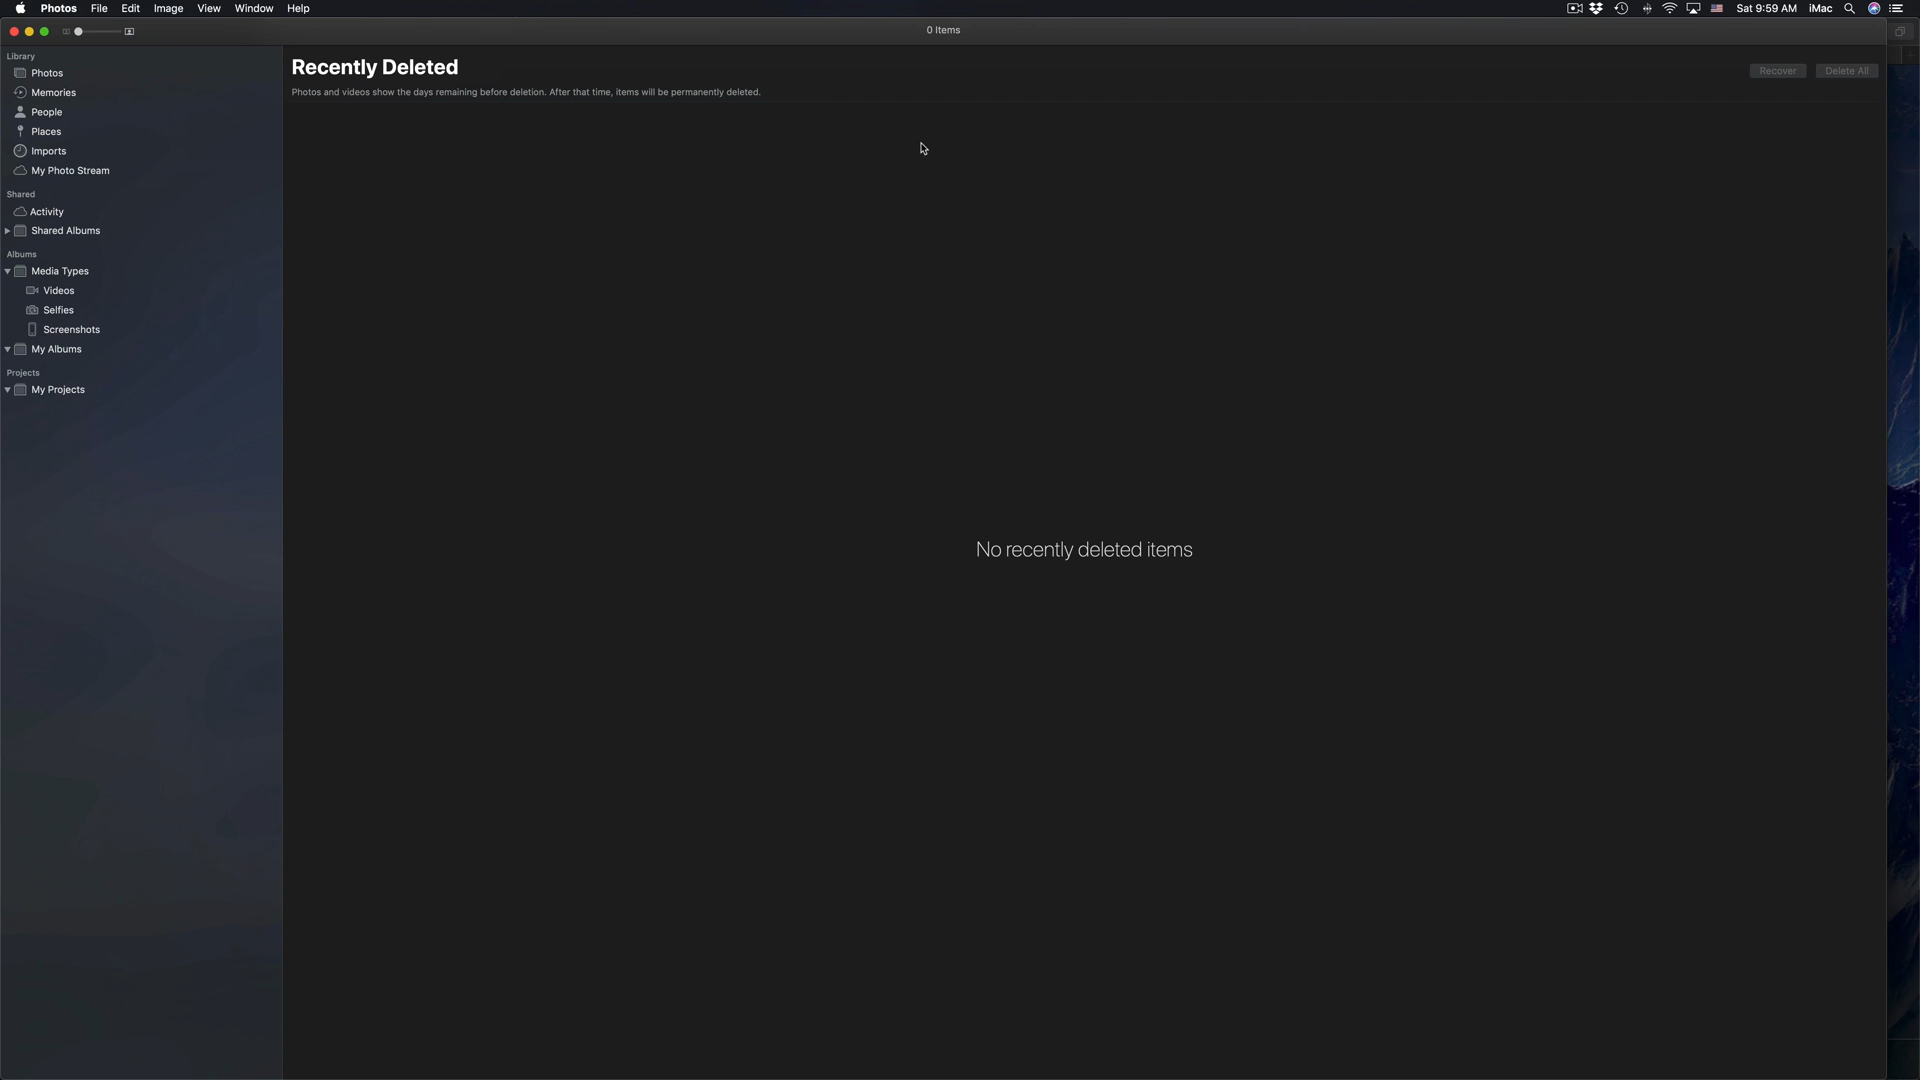 Photos File Edit Image View Window Help
Sat 9:59 AM iMac
0 Items
Library
Photos
Memories
People
Places
Imports
My Photo Stream
Shared
Activity
Shared Albums
Albums
Media Types
Videos
Selfies
Screenshots
My Albums
Projects
My Projects
Recently Deleted
Recover Delete All
Photos and videos show the days remaining before deletion. After that time, items will be permanently deleted.
No recently deleted items